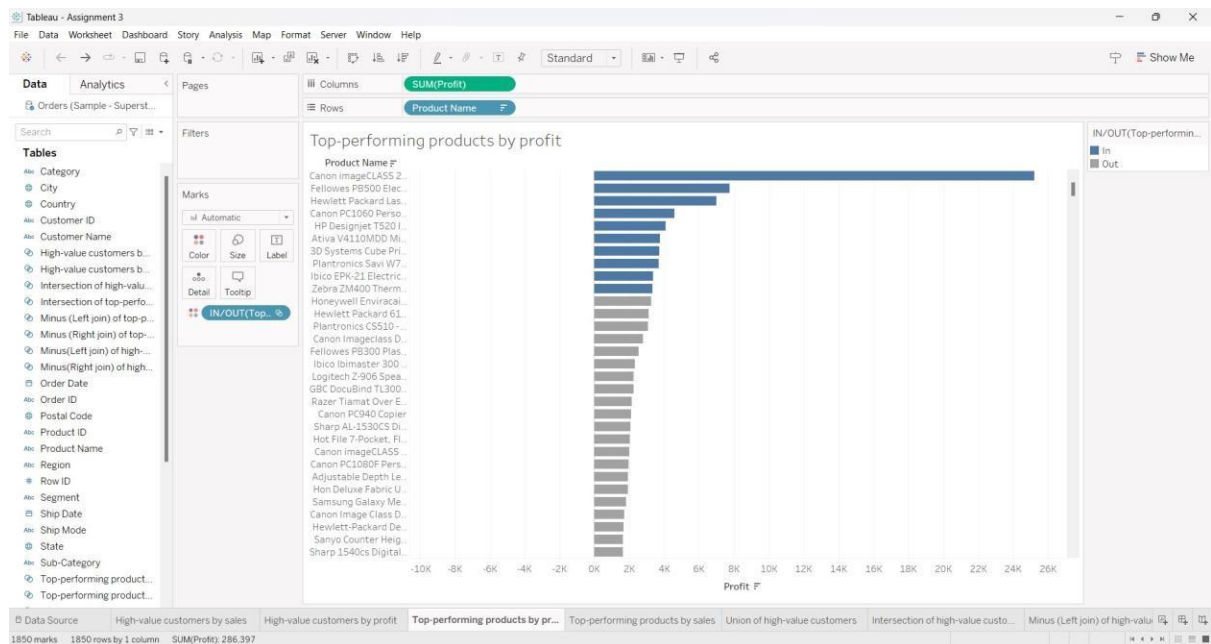 Tableau - Assignment 3
File Data Worksheet Dashboard Story Analysis Map Format Server Window Help
Standard
Show Me
Data Analytics
Orders (Sample - Superst...
Search
Tables
Abc Category
City
Country
Abc Customer ID
Abc Customer Name
High-value customers b...
High-value customers b...
Intersection of high-valu...
Intersection of top-perfo...
Minus (Left join) of top-p...
Minus (Right join) of top-...
Minus(Left join) of high-...
Minus(Right join) of high...
Order Date
Abc Order ID
Postal Code
Abc Product ID
Abc Product Name
Abc Region
# Row ID
Abc Segment
Ship Date
Abc Ship Mode
State
Abc Sub-Category
Top-performing product...
Top-performing product...
Pages
Filters
Marks
Automatic
Color Size Label
Detail Tooltip
IN/OUT(Top..
Columns SUM(Profit)
Rows Product Name
Top-performing products by profit
Product Name
Canon imageCLASS 2..
Fellowes PB500 Elec..
Hewlett Packard Las..
Canon PC1060 Perso..
HP Designjet T520 I..
Ativa V4110MDD Mi..
3D Systems Cube Pri..
Plantronics Savi W7..
Ibico EPK-21 Electric..
Zebra ZM400 Therm..
Honeywell Enviracai..
Hewlett Packard 61..
Plantronics CS510 -..
Canon Imageclass D..
Fellowes PB300 Plas..
Ibico Ibimaster 300 ..
Logitech Z-906 Spea..
GBC DocuBind TL300..
Razer Tiamat Over E..
Canon PC940 Copier
Sharp AL-1530CS Di..
Hot File 7-Pocket, Fl..
Canon imageCLASS ..
Canon PC1080F Pers..
Adjustable Depth Le..
Hon Deluxe Fabric U..
Samsung Galaxy Me..
Canon Image Class D..
Hewlett-Packard De..
Sanyo Counter Heig..
Sharp 1540cs Digital..
-10K -8K -6K -4K -2K 0K 2K 4K 6K 8K 10K 12K 14K 16K 18K 20K 22K 24K 26K
Profit
IN/OUT(Top-performin...
In
Out
Data Source High-value customers by sales High-value customers by profit Top-performing products by pr... Top-performing products by sales Union of high-value customers Intersection of high-value custo... Minus (Left join) of high-valu
1850 marks 1850 rows by 1 column SUM(Profit): 286,397